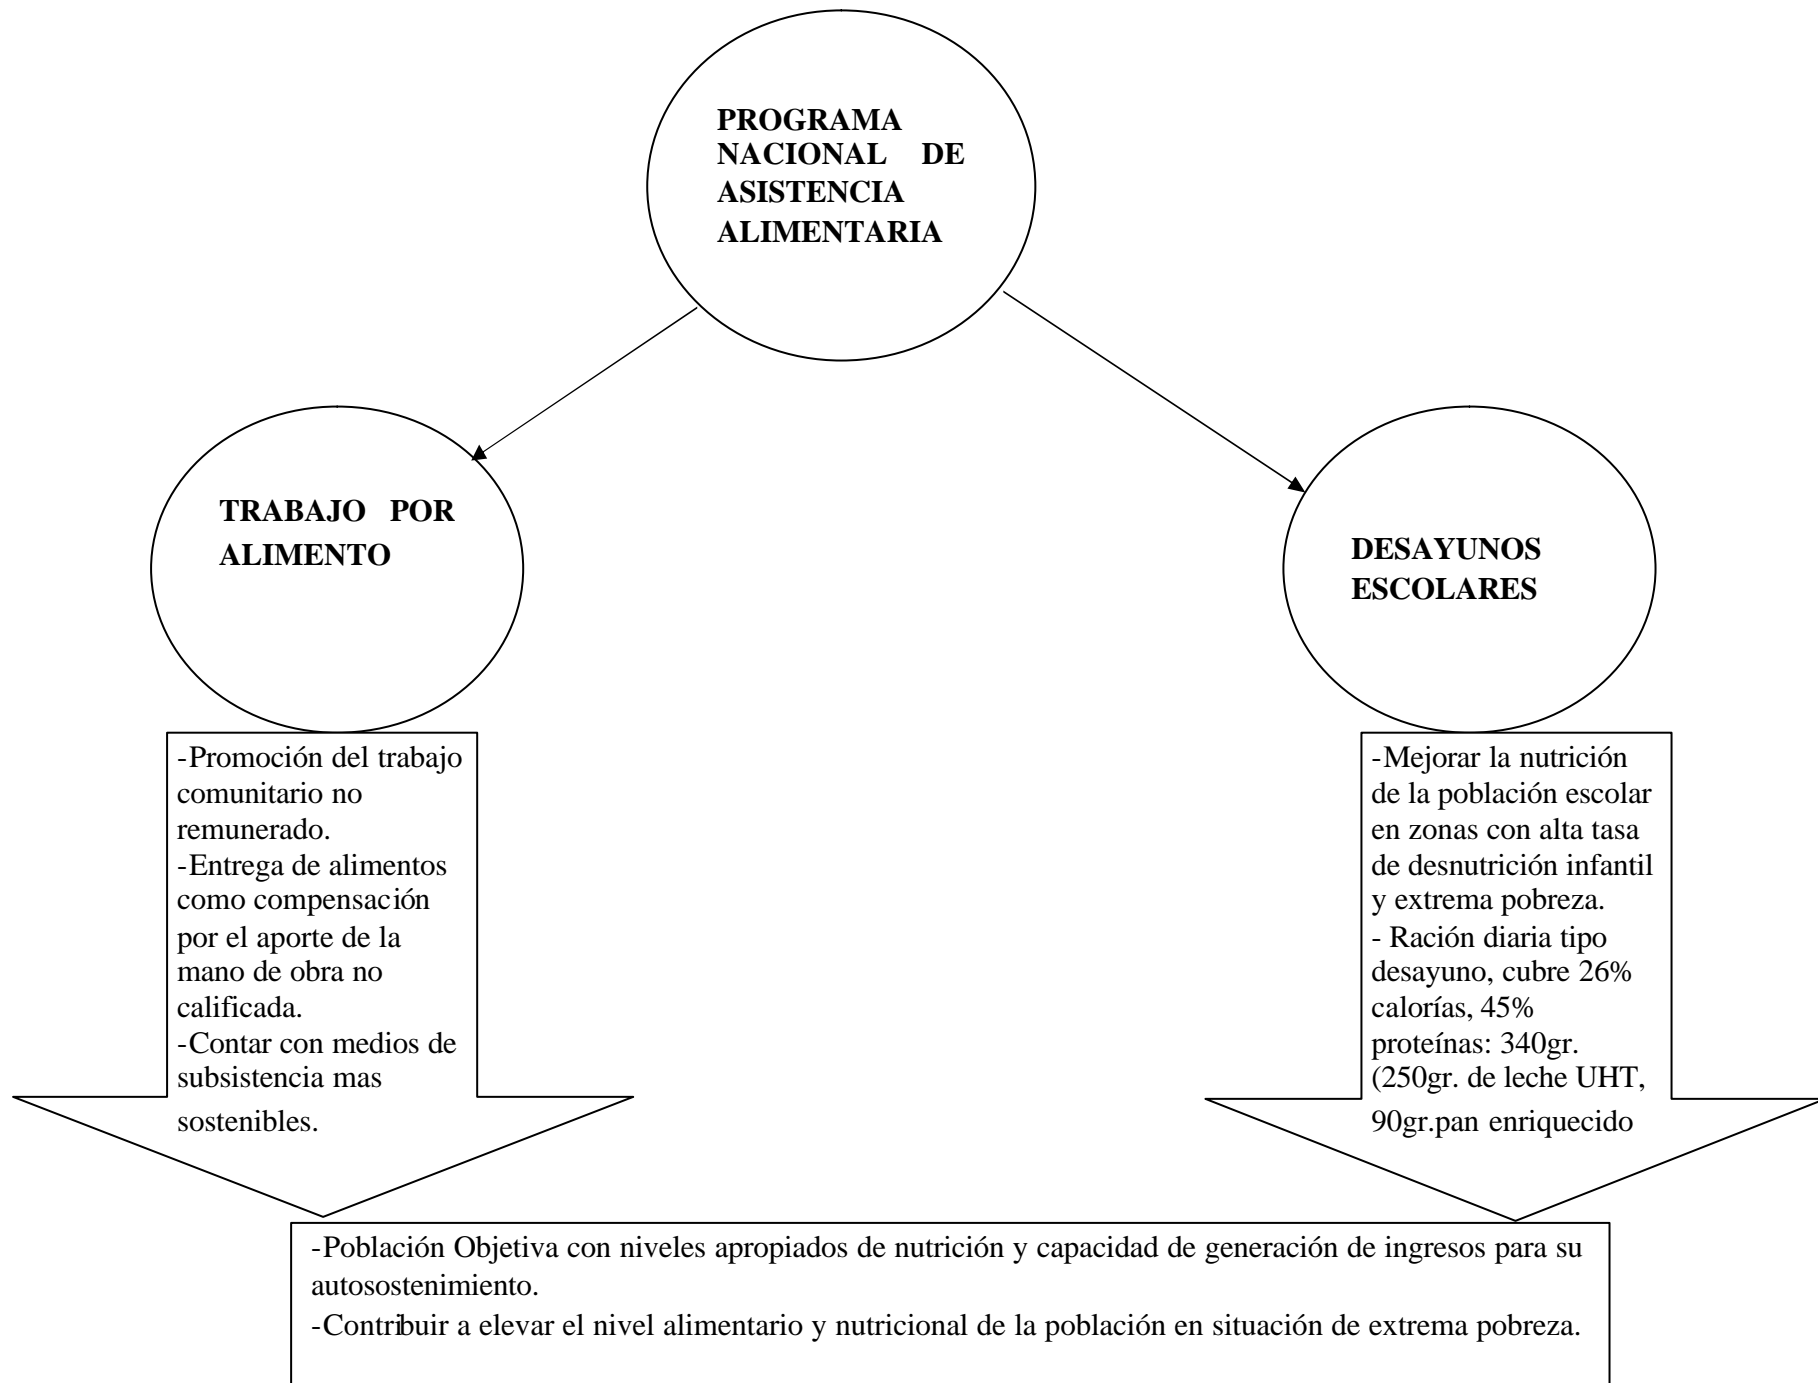 PROGRAMA
NACIONAL DE
ASISTENCIA
ALIMENTARIA
TRABAJO POR
ALIMENTO
DESAYUNOS
ESCOLARES
-Promoción del trabajo
comunitario no
remunerado.
-Entrega de alimentos
como compensación
por el aporte de la
mano de obra no
calificada.
-Contar con medios de
subsistencia mas
sostenibles.
-Mejorar la nutrición
de la población escolar
en zonas con alta tasa
de desnutrición infantil
y extrema pobreza.
- Ración diaria tipo
desayuno, cubre 26%
calorías, 45%
proteínas: 340gr.
(250gr. de leche UHT,
90gr.pan enriquecido
-Población Objetiva con niveles apropiados de nutrición y capacidad de generación de ingresos para su
autosostenimiento.
-Contribuir a elevar el nivel alimentario y nutricional de la población en situación de extrema pobreza.